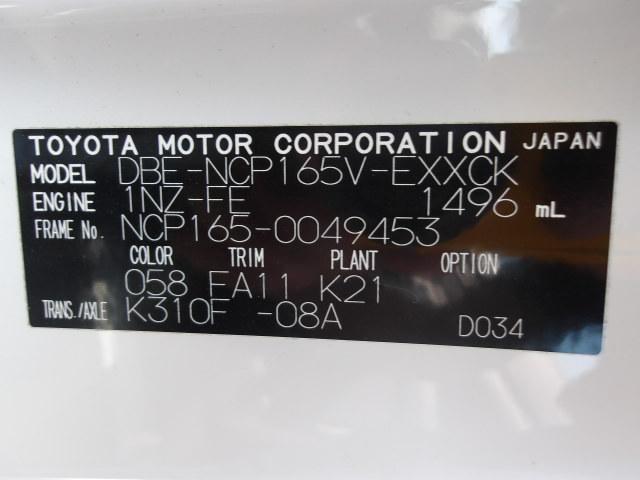 TOYOTA MOTOR CORPORATION JAPAN
MODEL DBE-NCP165V-EXXCK
ENGINE 1NZ-FE 1496 mL
FRAME No. NCP165-0049453
COLOR TRIM PLANT OPTION
058 FA11 K21
TRANS./AXLE K310F -08A D034